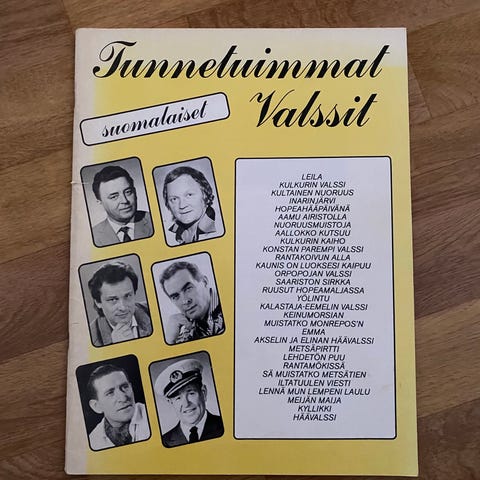 Tunnetuimmat
suomalaiset
Valssit
LEILA
KULKURIN VALSSI
KULTAINEN NUORUUS
INARINJÄRVI
HOPEAHÄÄPÄIVÄNÄ
AAMU AIRISTOLLA
NUORUUSMUISTOJA
AALLOKKO KUTSUU
KULKURIN KAIHO
KONSTAN PAREMPI VALSSI
RANTAKOIVUN ALLA
KAUNIS ON LUOKSESI KAIPUU
ORPOPOJAN VALSSI
SAARISTON SIRKKA
RUUSUT HOPEAMALJASSA
YÖLINTU
KALASTAJA-EEMELIN VALSSI
KEINUMORSIAN
MUISTATKO MONREPOS'N
EMMA
AKSELIN JA ELINAN HÄÄVALSSI
METSÄPIRTTI
LEHDETÖN PUU
RANTAMÖKISSÄ
SÄ MUISTATKO METSÄTIEN
ILTATUULEN VIESTI
LENNÄ MUN LEMPENI LAULU
MEIJÄN MAIJA
KYLLIKKI
HÄÄVALSSI